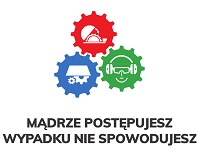 MĄDRZE POSTĘPUJESZ
WYPADKU NIE SPOWODUJESZ